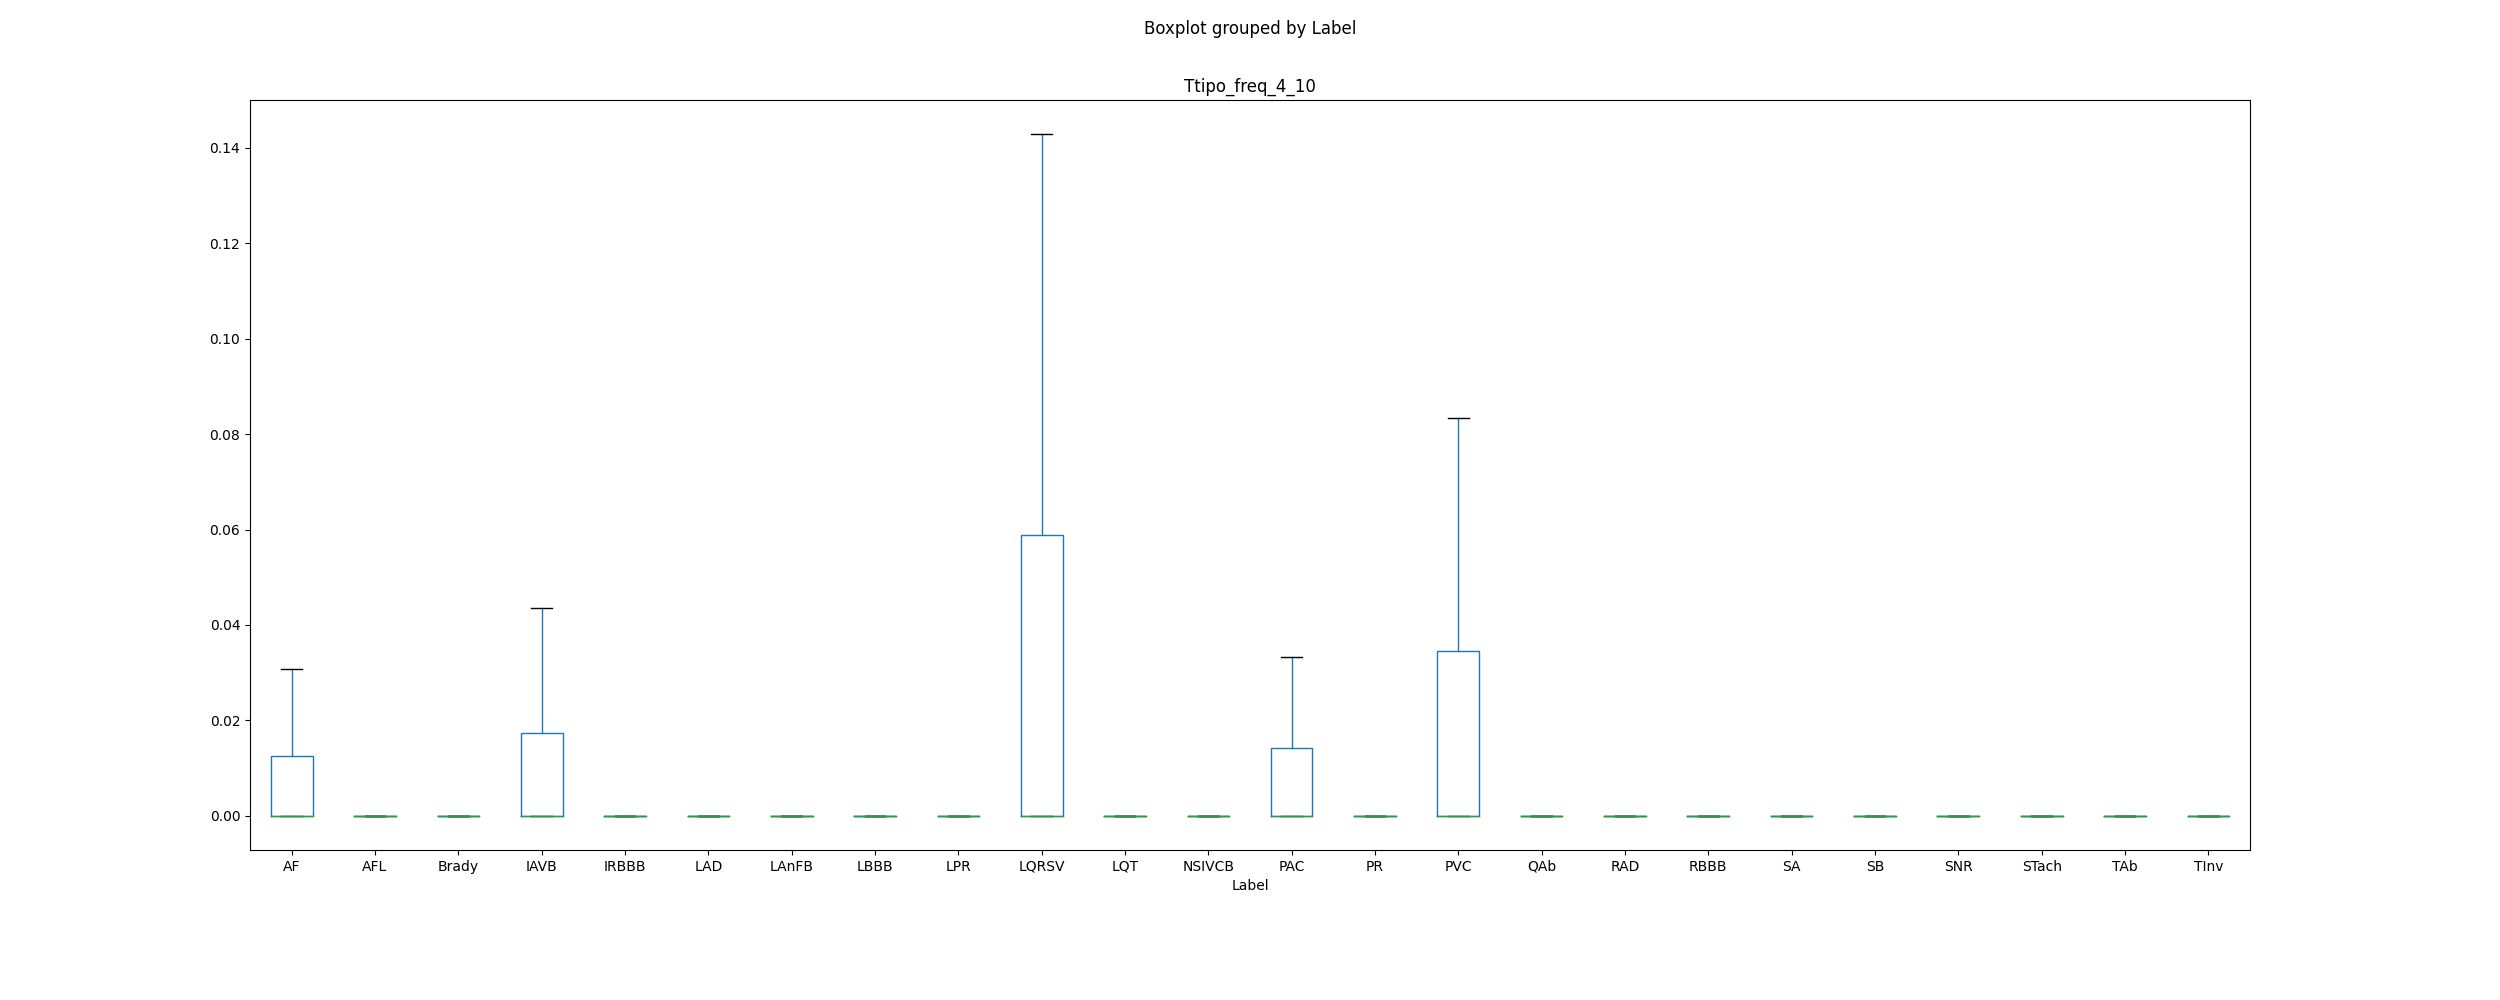 Boxplot grouped by Label
Ttipo_freq_4_10
0.14
0.12
0.10
0.08
0.06
0.04
0.02
0.00
AF AFL Brady IAVB IRBBB LAD LAnFB LBBB LPR LQRSV LQT NSIVCB PAC PR PVC QAb RAD RBBB SA SB SNR STach TAb TInv
Label